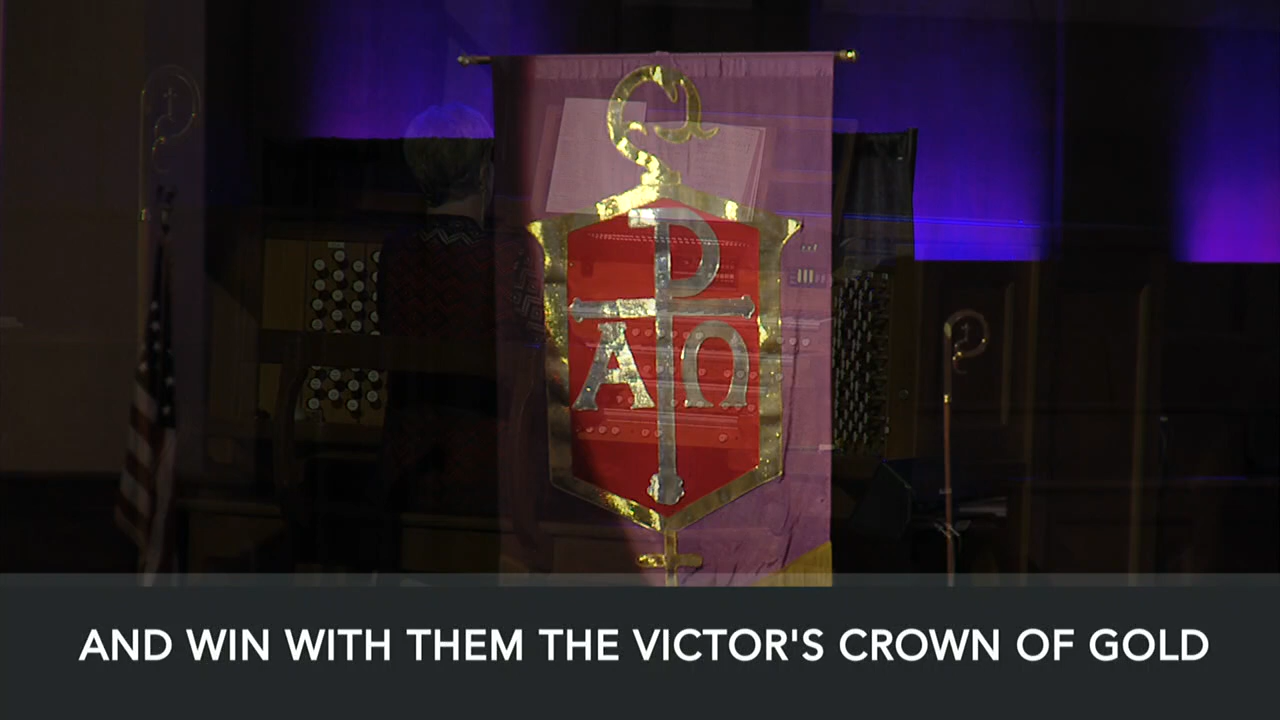 P
Α Ω
AND WIN WITH THEM THE VICTOR'S CROWN OF GOLD